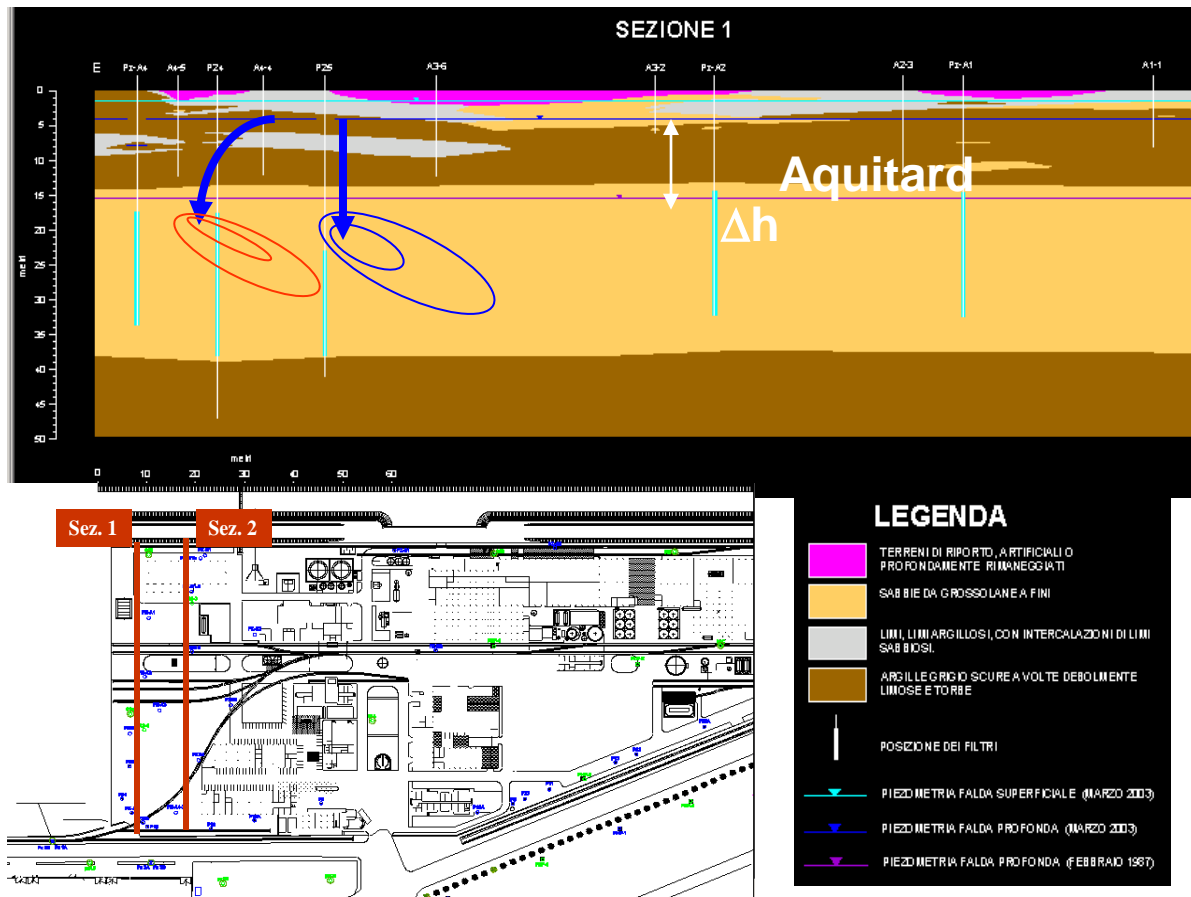 SEZIONE 1
E Pz-A4 A4-5 PZ4 A4-4 PZ5 A3-6 A3-2 Pz-A2 A2-3 Pz-A1 A1-1
0
5
10
15
20
25
30
35
40
45
50
metri
Aquitard
Δh
metri
0 10 20 30 40 50 60
Sez. 1
Sez. 2
LEGENDA
TERRENI DI RIPORTO, ARTIFICIALI O
PROFONDAMENTE RIMANEGGIATI
SABBIE DA GROSSOLANE A FINI
LIMI, LIMI ARGILLOSI, CON INTERCALAZIONI DI LIMI
SABBIOSI.
ARGILLE GRIGIO SCURE A VOLTE DEBOLMENTE
LIMOSE E TORBE
POSIZIONE DEI FILTRI
PIEZOMETRIA FALDA SUPERFICIALE (MARZO 2003)
PIEZOMETRIA FALDA PROFONDA (MARZO 2003)
PIEZOMETRIA FALDA PROFONDA (FEBBRAIO 1987)